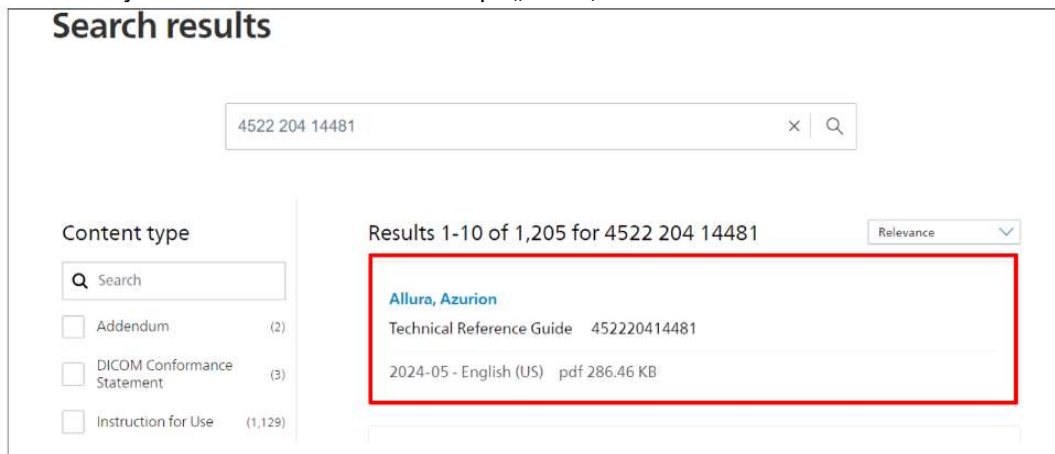 Search results
4522 204 14481
Content type
Search
Addendum (2)
DICOM Conformance
Statement (3)
Instruction for Use (1,129)
Results 1-10 of 1,205 for 4522 204 14481
Relevance
Allura, Azurion
Technical Reference Guide 452220414481
2024-05 - English (US) pdf 286.46 KB